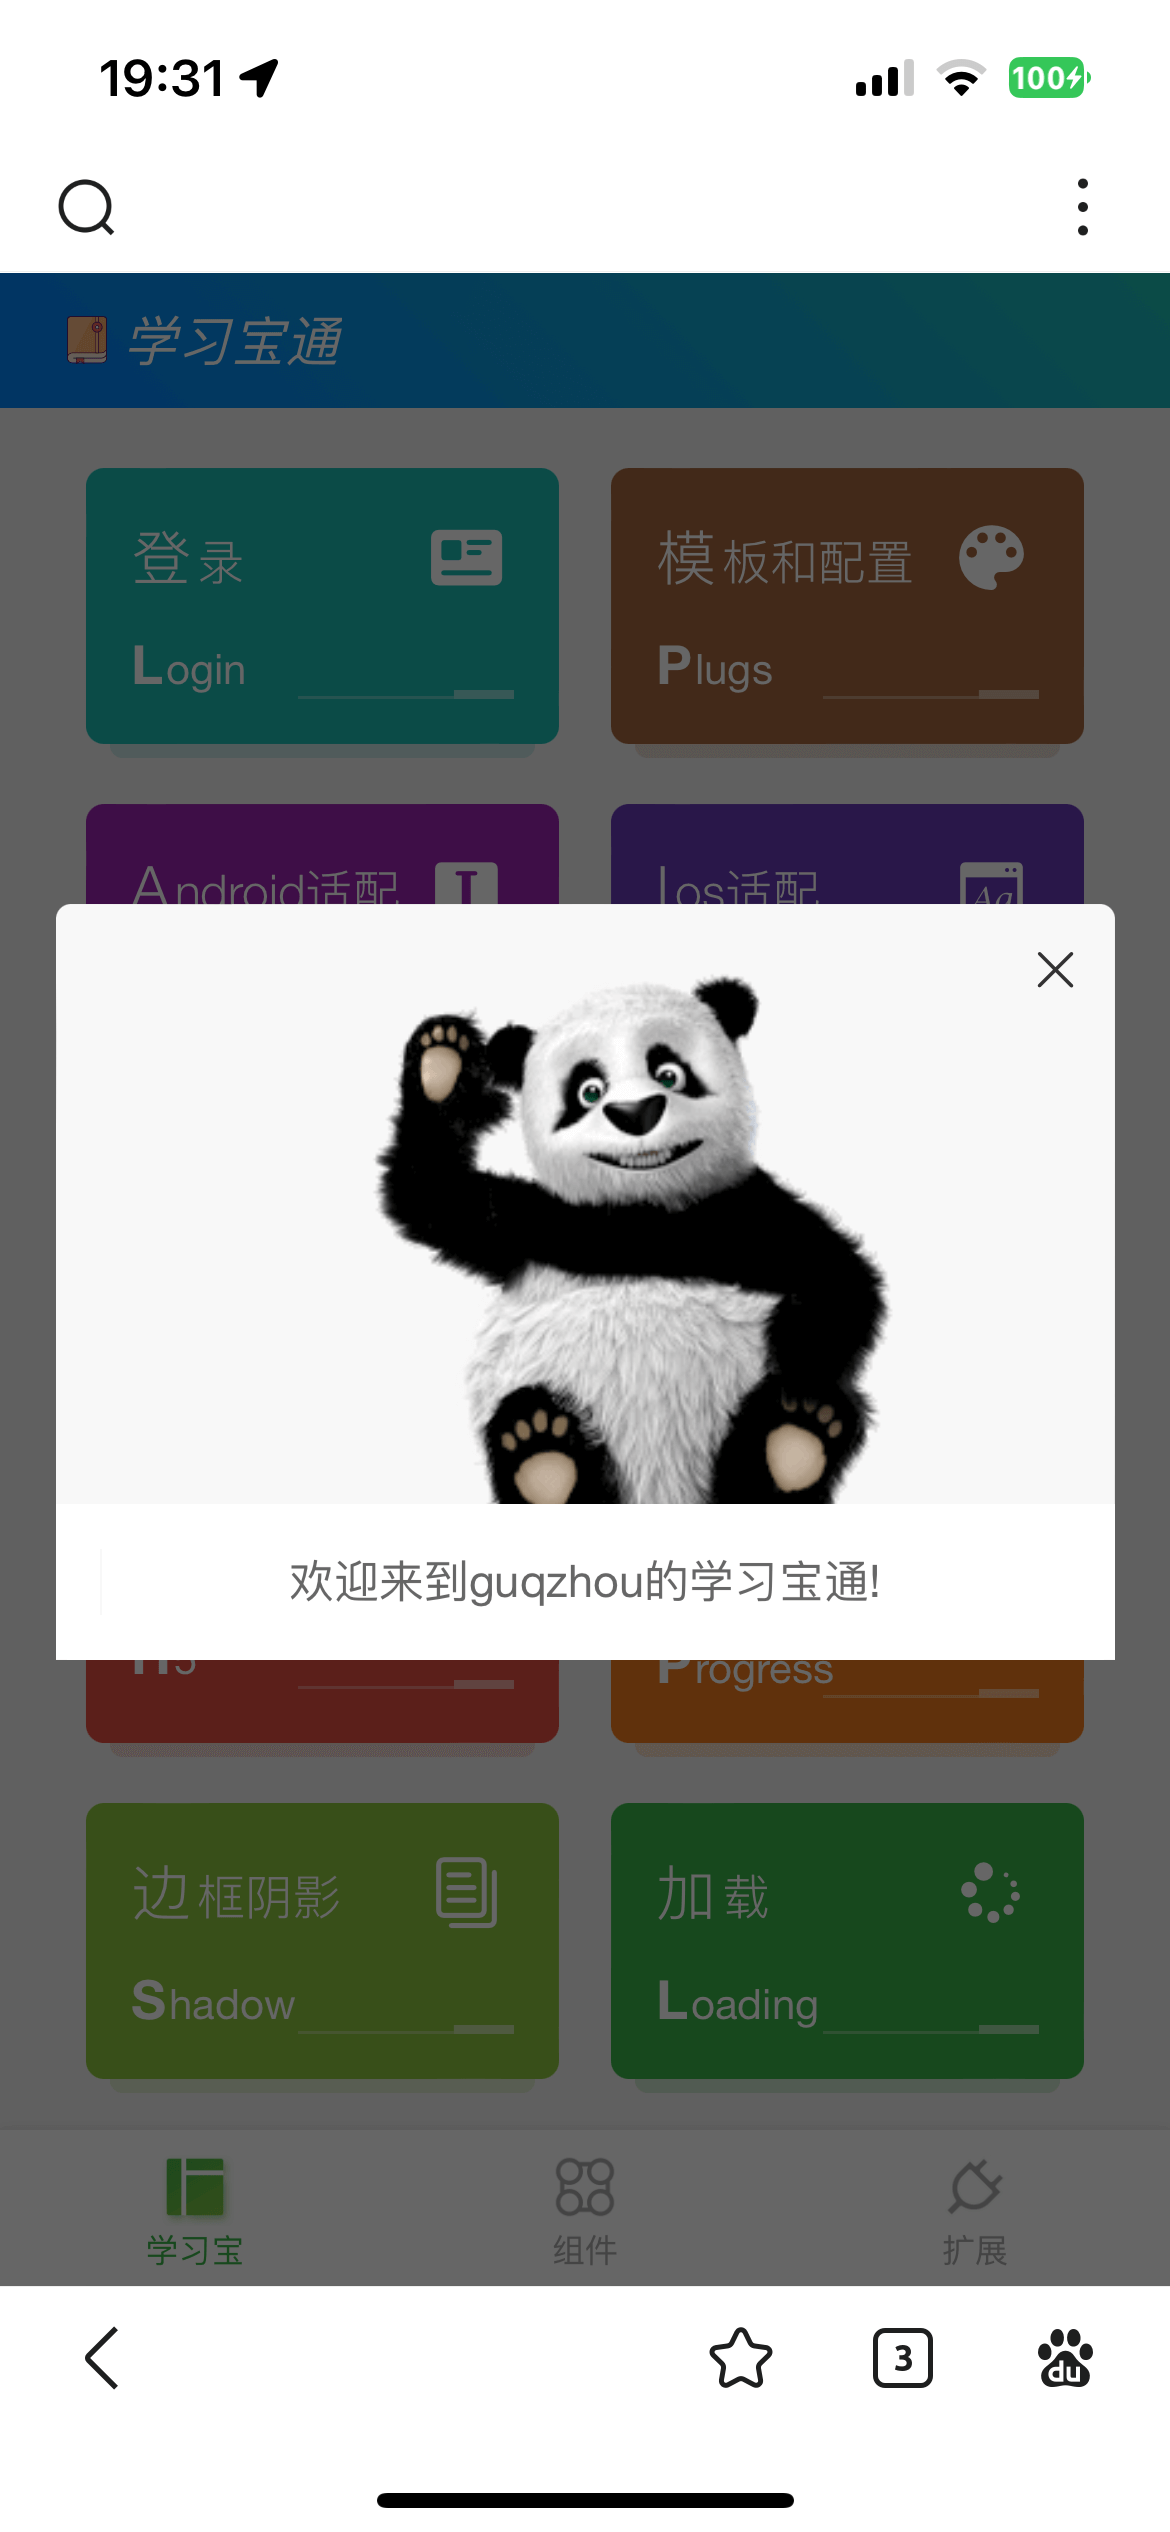 19:31
100
学习宝通
登录
Login
模板和配置
Plugs
Android适配
Ios适配
Aa
欢迎来到guqzhou的学习宝通!
H5
Progress
边框阴影
Shadow
加载
Loading
学习宝
组件
扩展
3
du